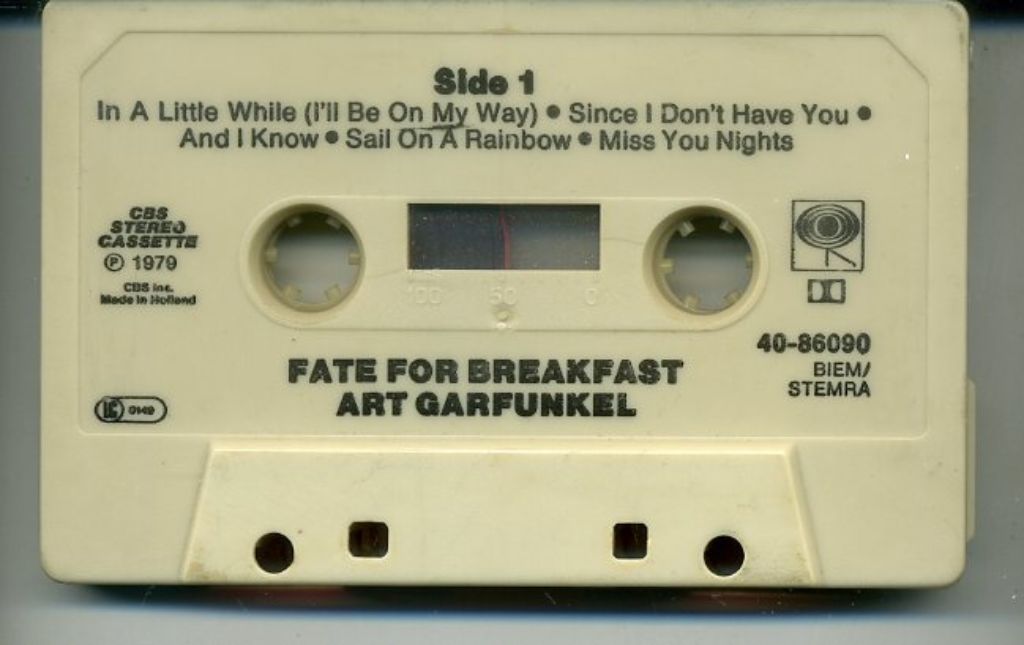 Side 1
In A Little While (I'll Be On My Way) • Since I Don't Have You •
And I Know • Sail On A Rainbow • Miss You Nights
CBS
STEREO
CASSETTE
℗ 1979
CBS Inc.
Made in Holland
100 50 0
40-86090
BIEM/
STEMRA
FATE FOR BREAKFAST
ART GARFUNKEL
LC 0149